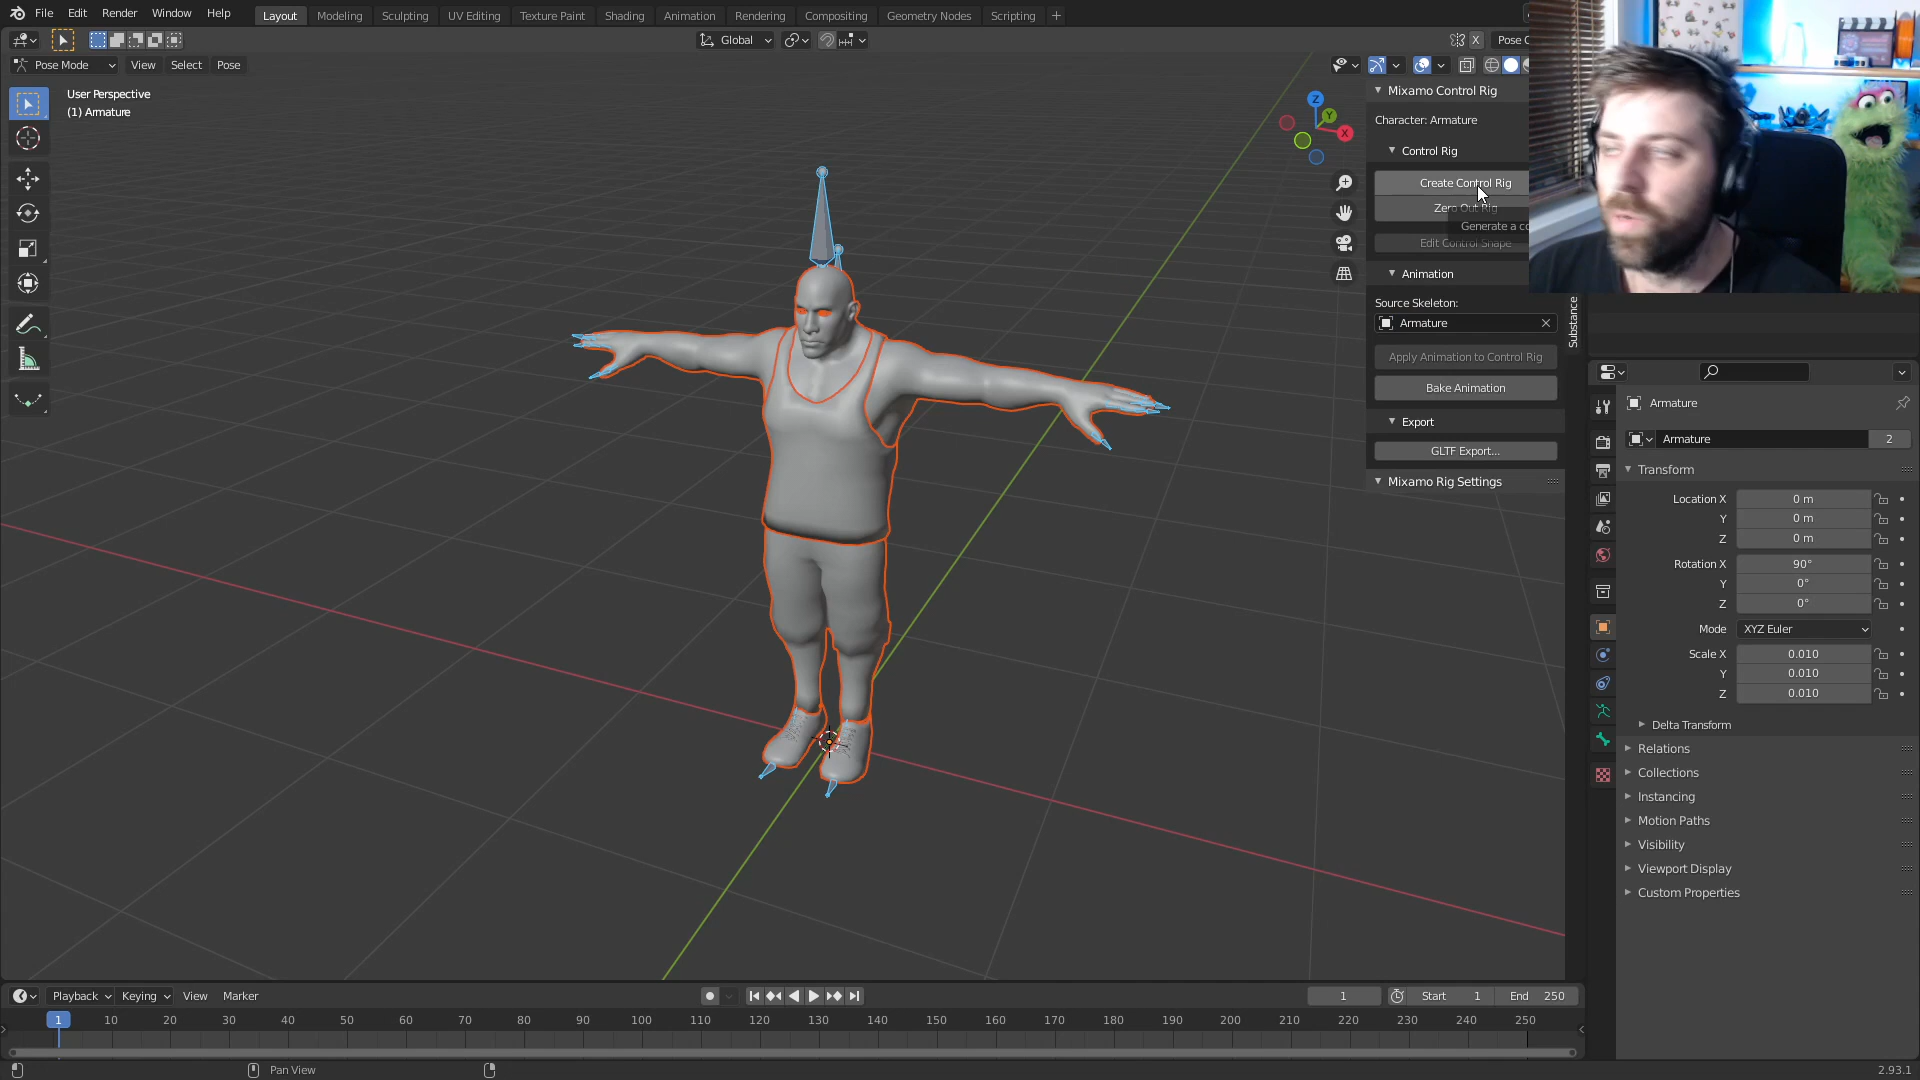 File Edit Render Window Help
Layout Modeling Sculpting UV Editing Texture Paint Shading Animation Rendering Compositing Geometry Nodes Scripting +
Global
X Pose
Pose Mode View Select Pose
User Perspective
(1) Armature
Z
Y
X
Mixamo Control Rig
Character: Armature
Control Rig
Create Control Rig
Zero Out Rig
Generate a
Edit Control Shape
Animation
Source Skeleton:
Armature
Apply Animation to Control Rig
Bake Animation
Export
GLTF Export...
Mixamo Rig Settings
Substance
Armature
Armature 2
Transform
Location X 0 m
Y 0 m
Z 0 m
Rotation X 90°
Y 0°
Z 0°
Mode XYZ Euler
Scale X 0.010
Y 0.010
Z 0.010
Delta Transform
Relations
Collections
Instancing
Motion Paths
Visibility
Viewport Display
Custom Properties
Playback Keying View Marker
1 Start 1 End 250
1 10 20 30 40 50 60 70 80 90 100 110 120 130 140 150 160 170 180 190 200 210 220 230 240 250
Pan View
2.93.1